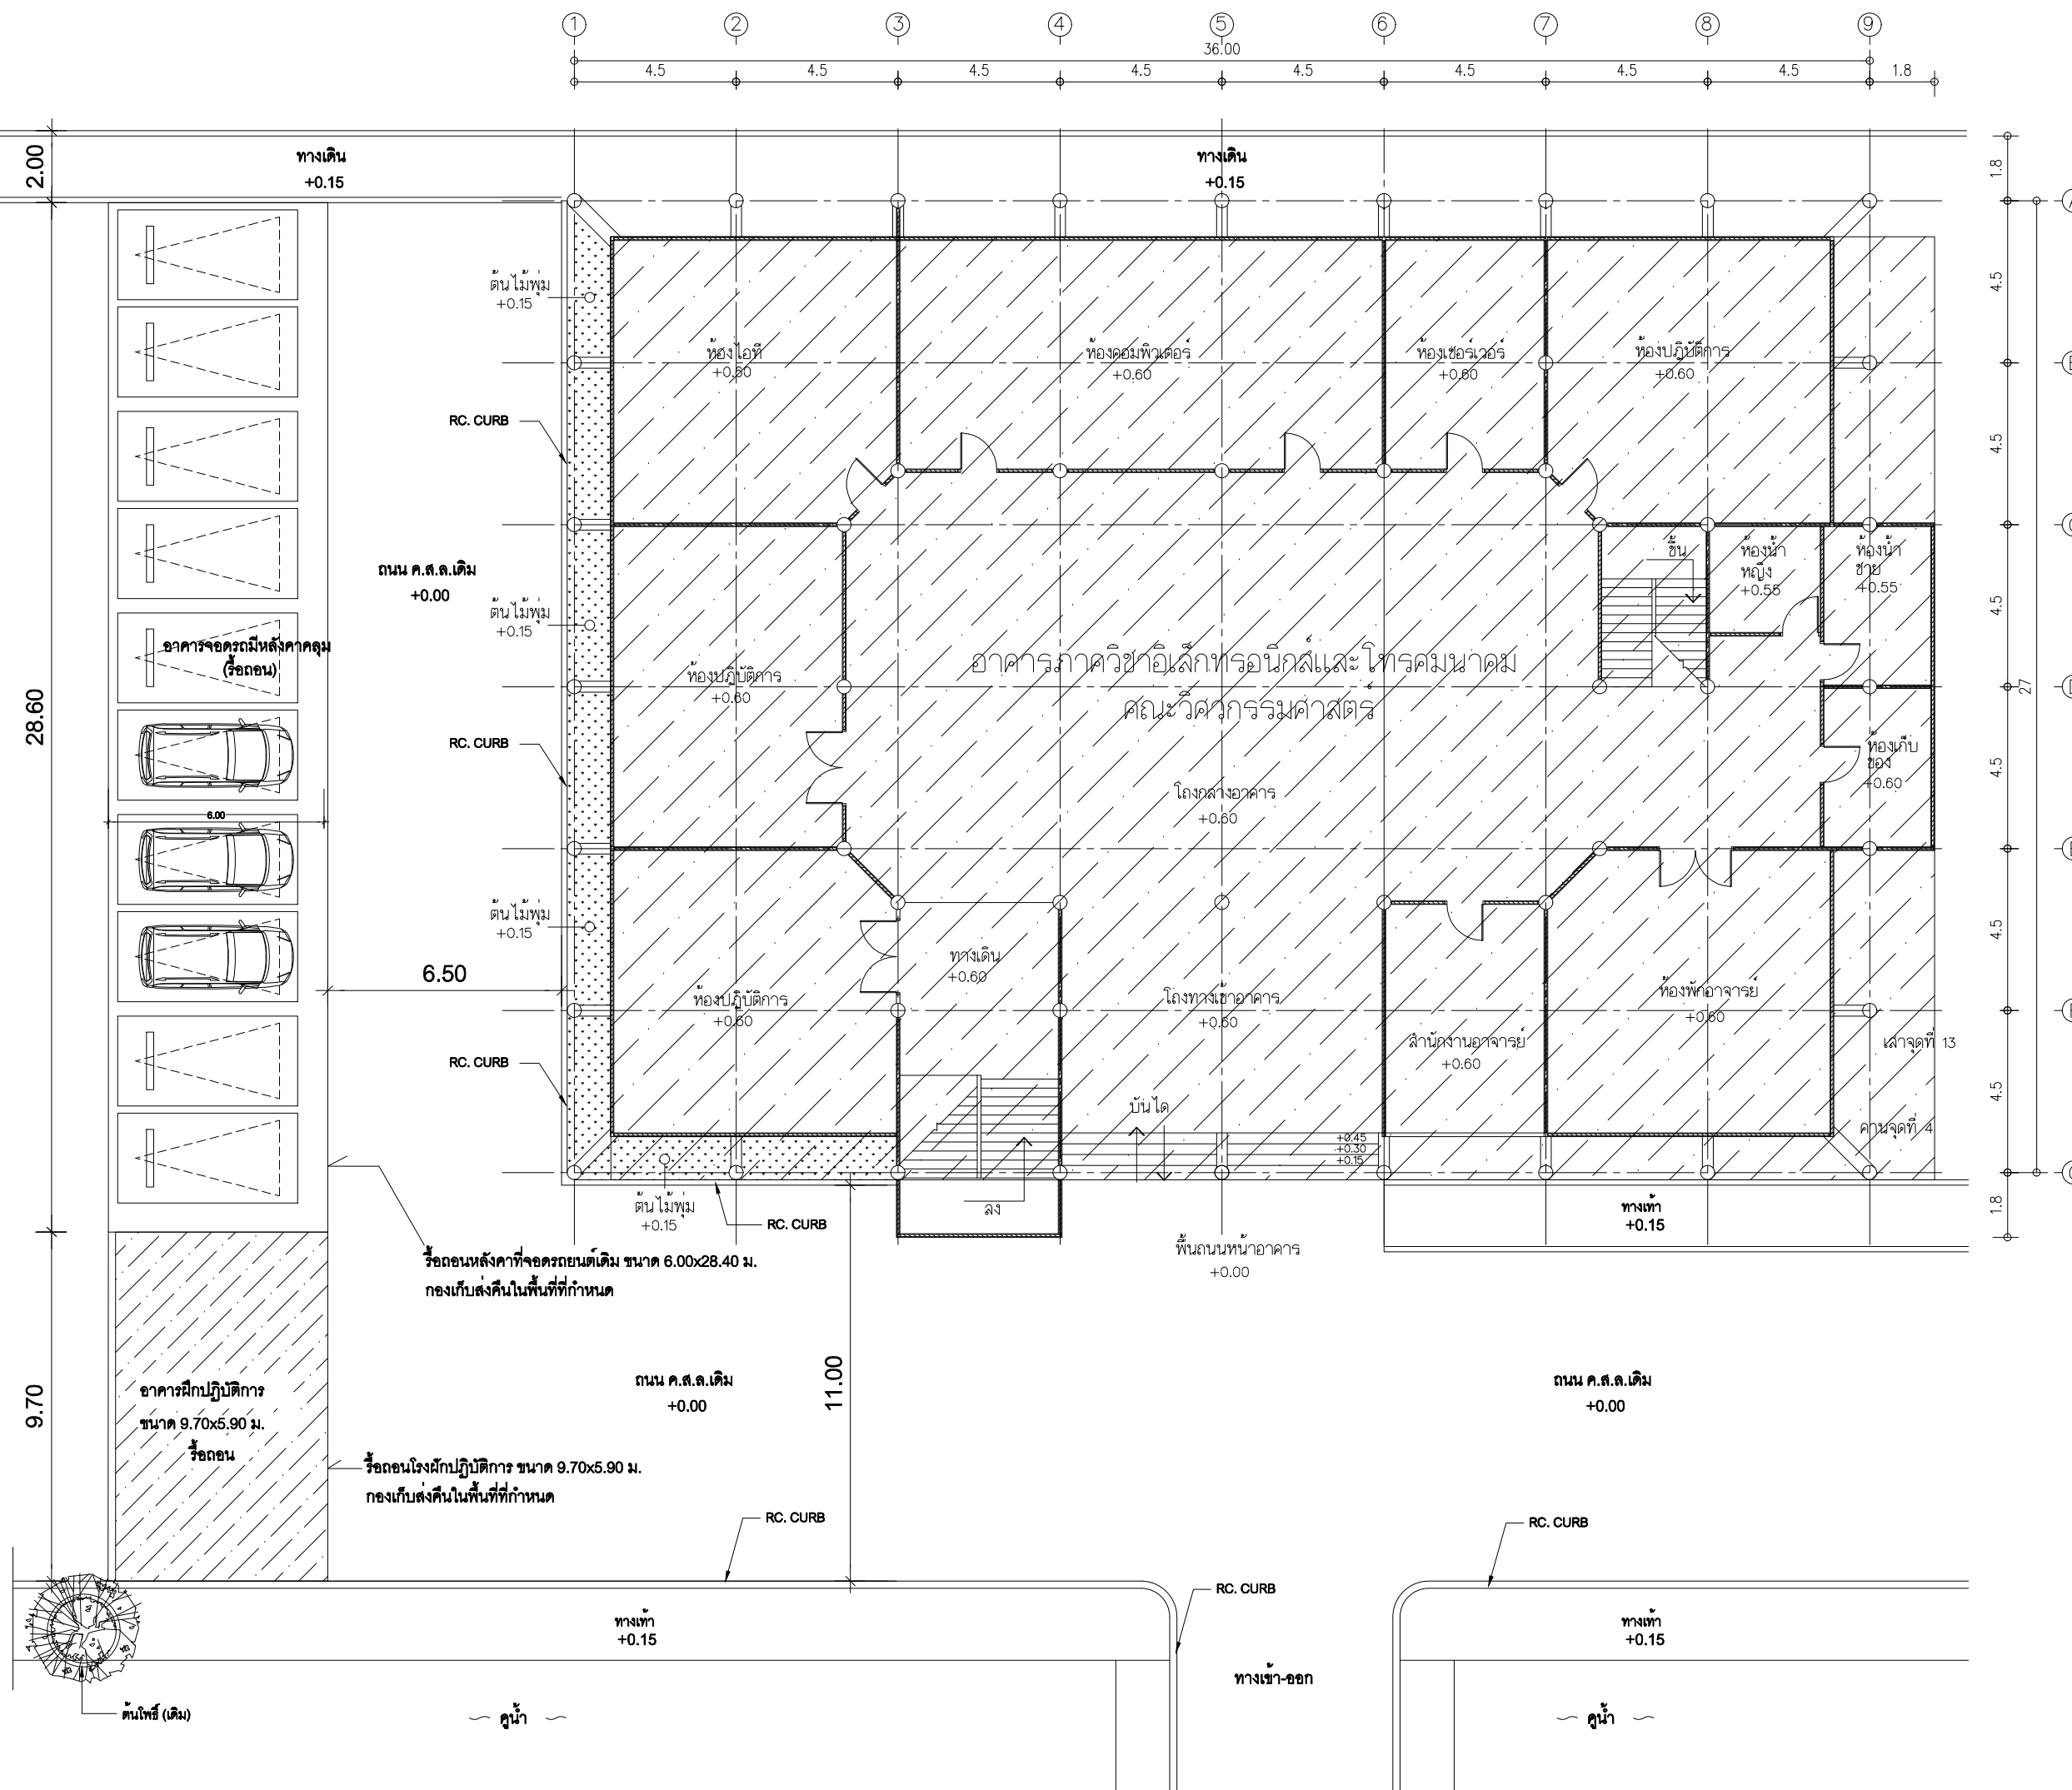 1 2 3 4 5 6 7 8 9
36.00
4.5 4.5 4.5 4.5 4.5 4.5 4.5 4.5 1.8
2.00
ทางเดิน
+0.15
ทางเดิน
+0.15
1.8
A
ต้นไม้พุ่ม
+0.15
4.5
ห้องไอที
+0.60
ห้องคอมพิวเตอร์
+0.60
ห้องเซอร์เวอร์
+0.60
ห้องปฏิบัติการ
+0.60
RC. CURB
4.5
ถนน ค.ส.ล.เดิม
+0.00
ขึ้น
ห้องน้ำ
หญิง
+0.55
ห้องน้ำ
ชาย
+0.55
ต้นไม้พุ่ม
+0.15
4.5
อาคารจอดรถมีหลังคาคลุม
(รื้อถอน)
28.60
ห้องปฏิบัติการ
+0.60
อาคารภาควิชาอิเล็กทรอนิกส์และโทรคมนาคม
คณะวิศวกรรมศาสตร์
27
RC. CURB
ห้องเก็บ
ของ
+0.60
4.5
โถงกลางอาคาร
+0.60
6.00
ต้นไม้พุ่ม
+0.15
4.5
6.50
ทางเดิน
+0.60
ห้องปฏิบัติการ
+0.60
โถงทางเข้าอาคาร
+0.60
ห้องพักอาจารย์
+0.60
สำนักงานอาจารย์
+0.60
เสาจุดที่ 13
RC. CURB
4.5
บันได
คานจุดที่ 4
+0.45
+0.30
+0.15
ต้นไม้พุ่ม
+0.15
RC. CURB
ลง
ทางเท้า
+0.15
1.8
พื้นถนนหน้าอาคาร
+0.00
รื้อถอนหลังคาที่จอดรถยนต์เดิม ขนาด 6.00x28.40 ม.
กองเก็บส่งคืนในพื้นที่ที่กำหนด
9.70
อาคารฝึกปฏิบัติการ
ขนาด 9.70x5.90 ม.
รื้อถอน
ถนน ค.ส.ล.เดิม
+0.00
11.00
ถนน ค.ส.ล.เดิม
+0.00
รื้อถอนโรงฝึกปฏิบัติการ ขนาด 9.70x5.90 ม.
กองเก็บส่งคืนในพื้นที่ที่กำหนด
RC. CURB
RC. CURB
RC. CURB
ทางเท้า
+0.15
ทางเท้า
+0.15
ทางเข้า-ออก
ต้นโพธิ์ (เดิม)
คูน้ำ
คูน้ำ